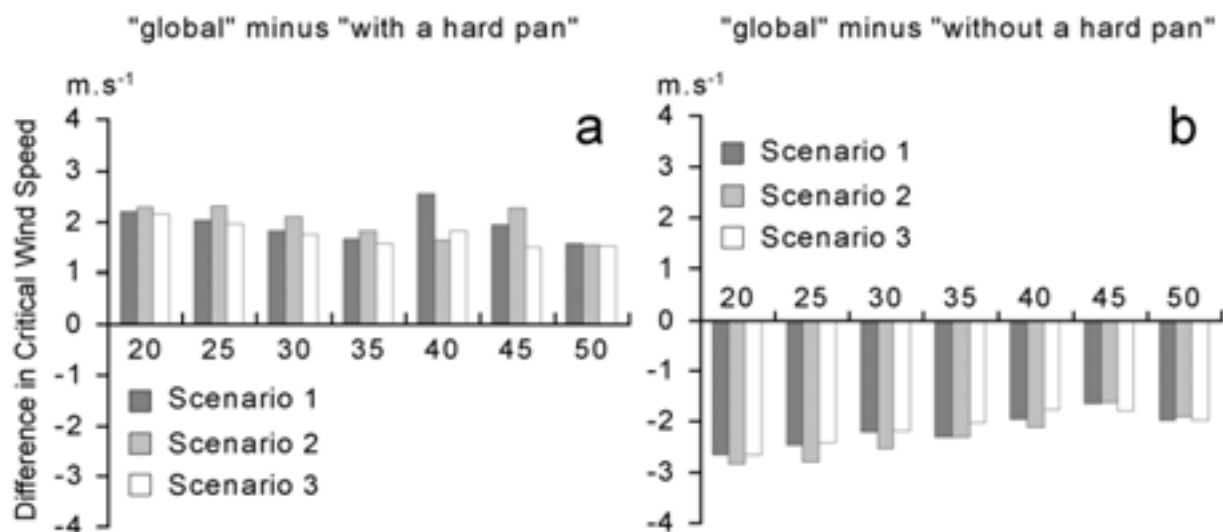 "global" minus "with a hard pan"
m.s-1
Difference in Critical Wind Speed
a
4
3
2
1
0
-1
-2
-3
-4
20 25 30 35 40 45 50
Scenario 1
Scenario 2
Scenario 3
"global" minus "without a hard pan"
m.s-1
b
4
3
2
1
0
-1
-2
-3
-4
Scenario 1
Scenario 2
Scenario 3
20 25 30 35 40 45 50